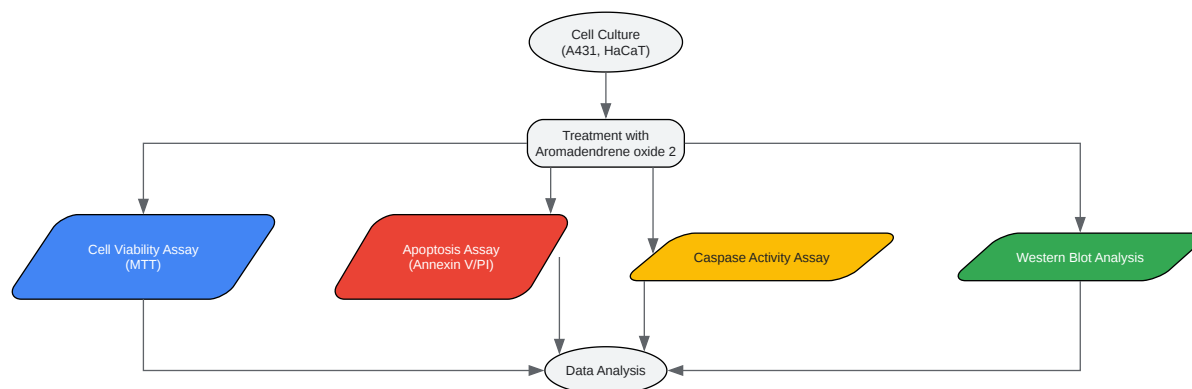 Cell Culture
(A431, HaCaT)
Treatment with
Aromadendrene oxide 2
Cell Viability Assay
(MTT)
Apoptosis Assay
(Annexin V/PI)
Caspase Activity Assay
Western Blot Analysis
Data Analysis